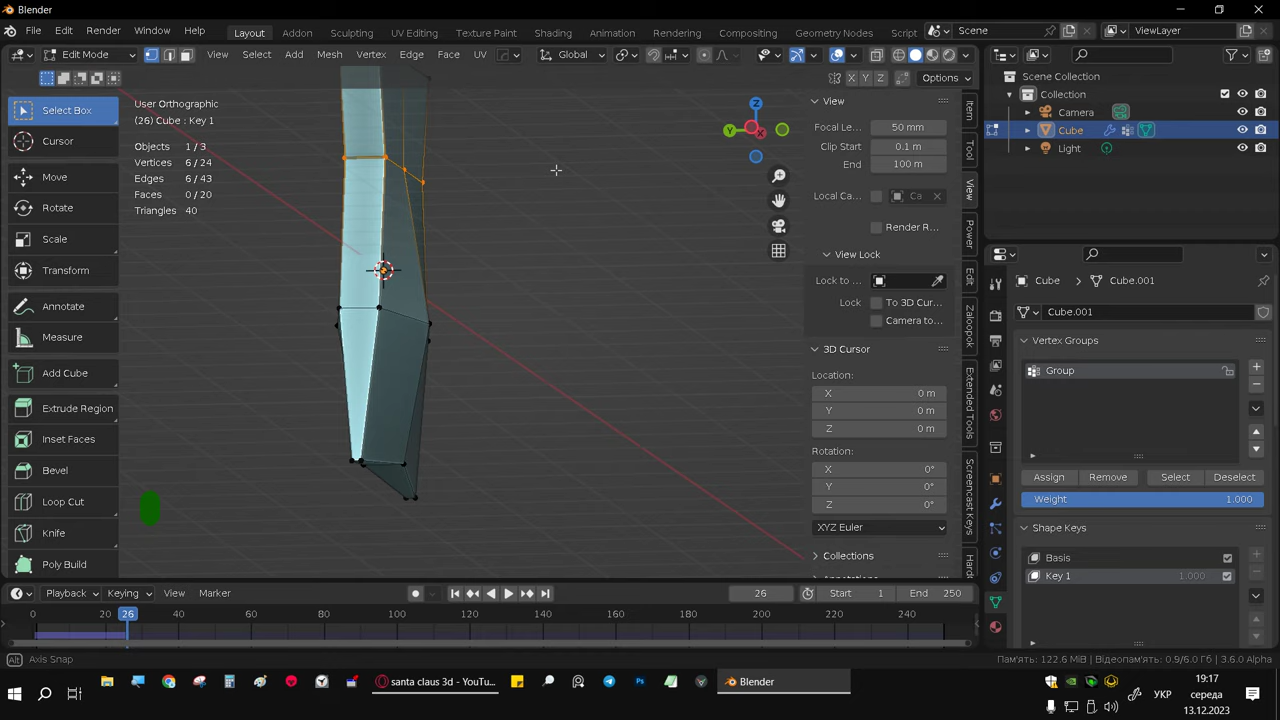 Blender
File Edit Render Window Help Layout Addon Sculpting UV Editing Texture Paint Shading Animation Rendering Compositing Geometry Nodes Script Scene ViewLayer
Edit Mode View Select Add Mesh Vertex Edge Face UV Global
X Y Z Options
Select Box
Cursor
Move
Rotate
Scale
Transform
Annotate
Measure
Add Cube
Extrude Region
Inset Faces
Bevel
Loop Cut
Knife
Poly Build
User Orthographic
(26) Cube : Key 1
Objects 1/3
Vertices 6/24
Edges 6/43
Faces 0/20
Triangles 40
Z
Y
X
View
Focal Le... 50 mm
Clip Start 0.1 m
End 100 m
Local Ca... Ca
Render R...
View Lock
Lock to ...
Lock To 3D Cur...
Camera to...
3D Cursor
Location:
X 0 m
Y 0 m
Z 0 m
Rotation:
X 0°
Y 0°
Z 0°
XYZ Euler
Collections
Annotations
Item
Tool
View
Power
Edit
Zaloopok
Extended Tools
Screencast Keys
Scene Collection
Collection
Camera
Cube
Light
Cube Cube.001
Cube.001
Vertex Groups
Group
Assign Remove Select Deselect
Weight 1.000
Shape Keys
Basis
Key 1 1.000
Playback Keying View Marker 26 Start 1 End 250
0 20 26 40 60 80 100 120 140 160 180 200 220 240
Alt Axis Snap Пам'ять: 122.6 MiB | Відеопам'ять: 0.9/6.0 Гб | 3.6.0 Alpha
santa claus 3d - YouTu...
Blender
УКР
19:17
середа
13.12.2023